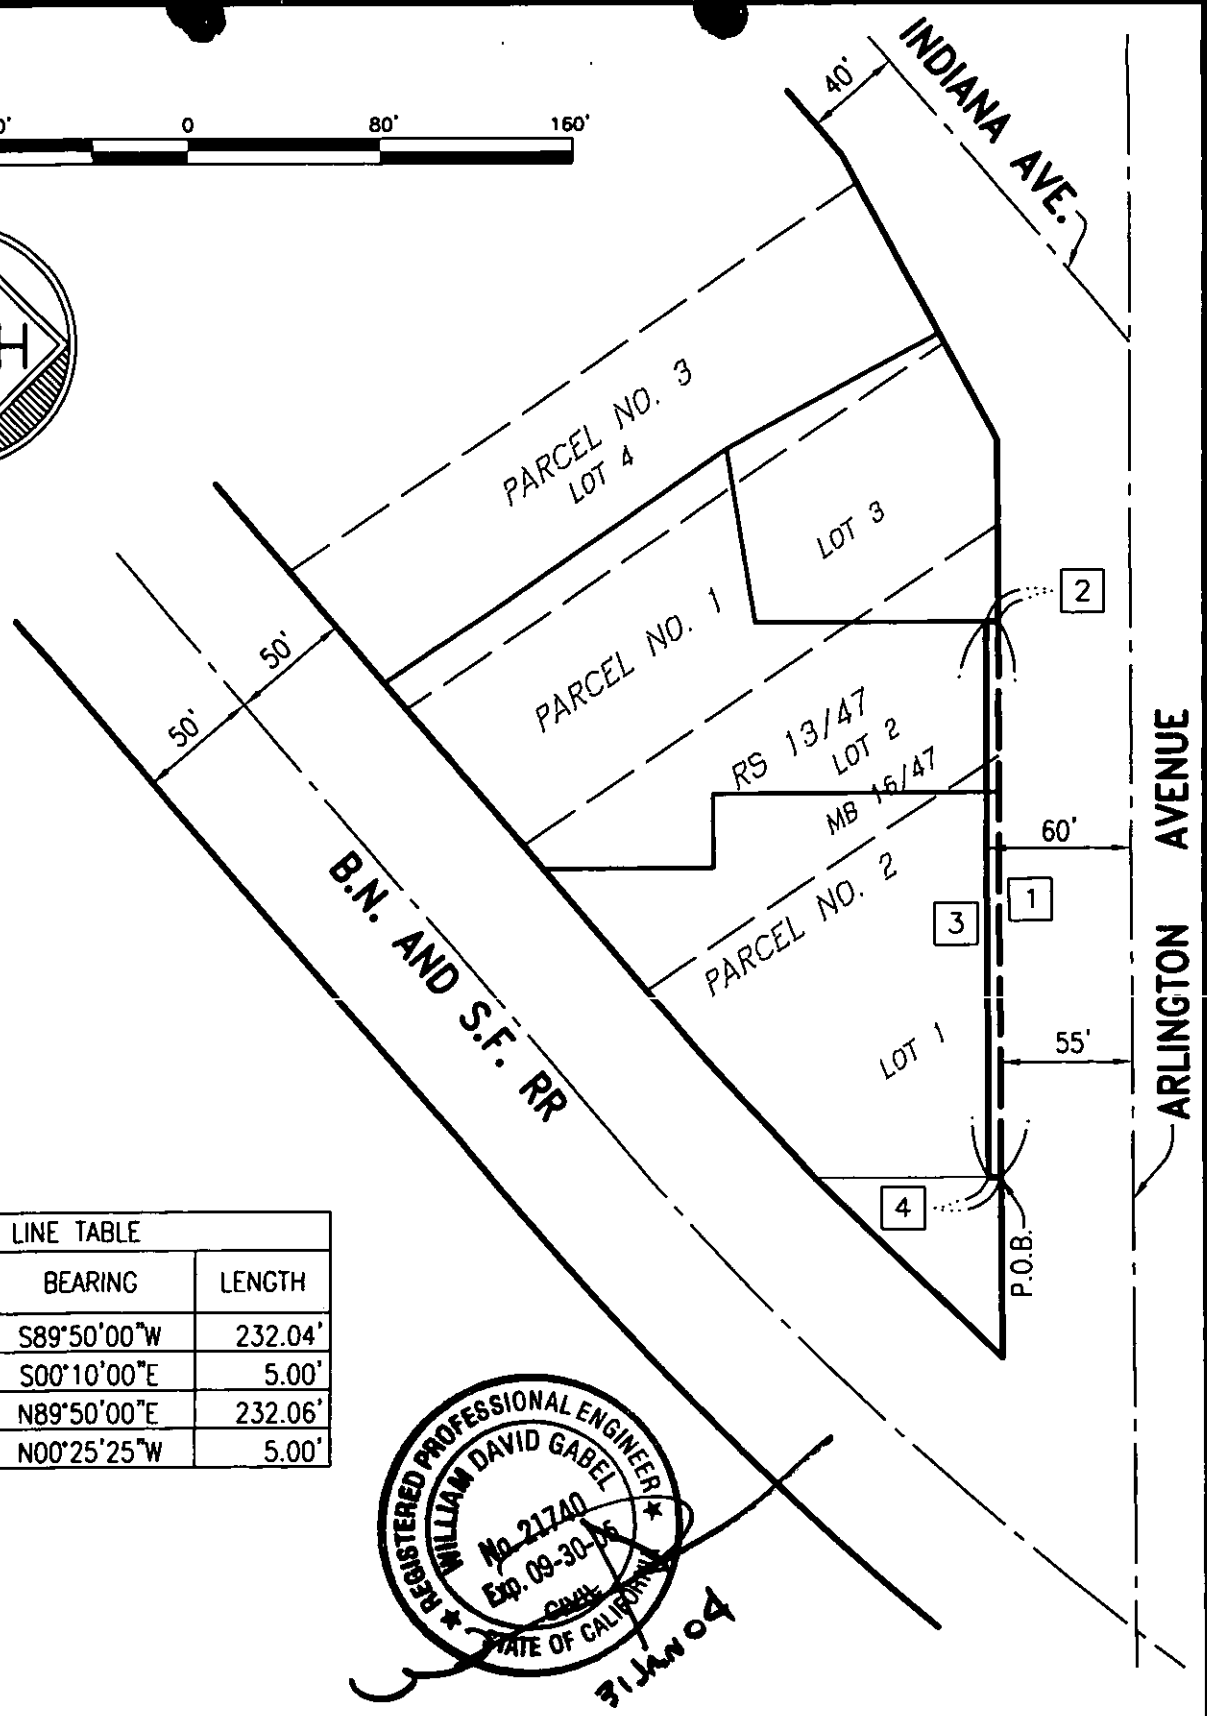 0'
0
80'
160'
40'
INDIANA AVE.
PARCEL NO. 3
LOT 4
LOT 3
2
PARCEL NO. 1
50'
50'
RS 13/47
LOT 2
MB 16/47
60'
1
3
PARCEL NO. 2
B.N. AND S.F. RR
ARLINGTON AVENUE
55'
LOT 1
4
P.O.B.
LINE TABLE
BEARING LENGTH
S89°50'00"W 232.04'
S00°10'00"E 5.00'
N89°50'00"E 232.06'
N00°25'25"W 5.00'
REGISTERED PROFESSIONAL ENGINEER
WILLIAM DAVID GABEL
No. 21740
Exp. 09-30-05
CIVIL
STATE OF CALIFORNIA